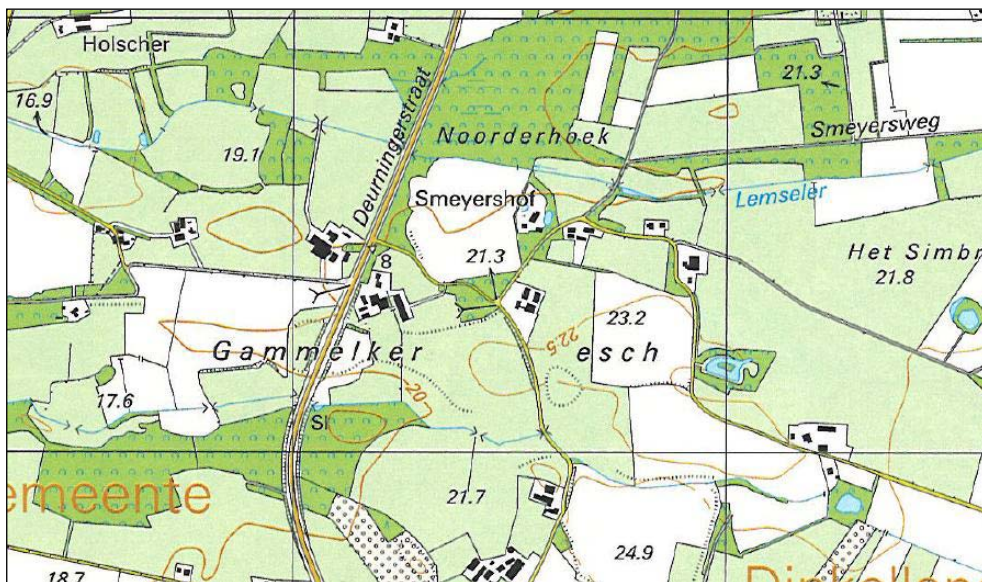 Holscher
16.9
19.1
Deurningerstraat
Noorderhoek
21.3
Smeyersweg
Smeyershof
Lemseler
Het Simbr
21.8
8
21.3
Gammelker esch
23.2
22.5
20
17.6
Sl
emeente
21.7
24.9
18.7